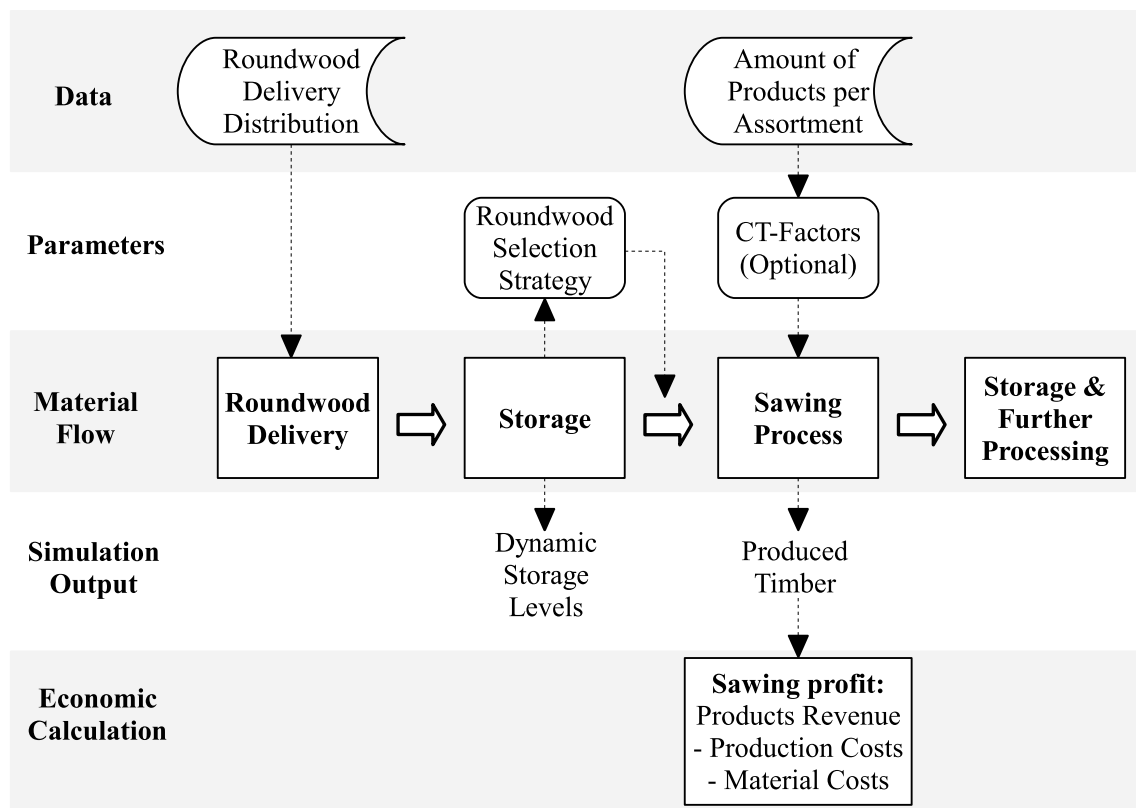 Data
Roundwood
Delivery
Distribution
Amount of
Products per
Assortment
Parameters
Roundwood
Selection
Strategy
CT-Factors
(Optional)
Material
Flow
Roundwood
Delivery
Storage
Sawing
Process
Storage &
Further
Processing
Simulation
Output
Dynamic
Storage
Levels
Produced
Timber
Economic
Calculation
Sawing profit:
Products Revenue
- Production Costs
- Material Costs